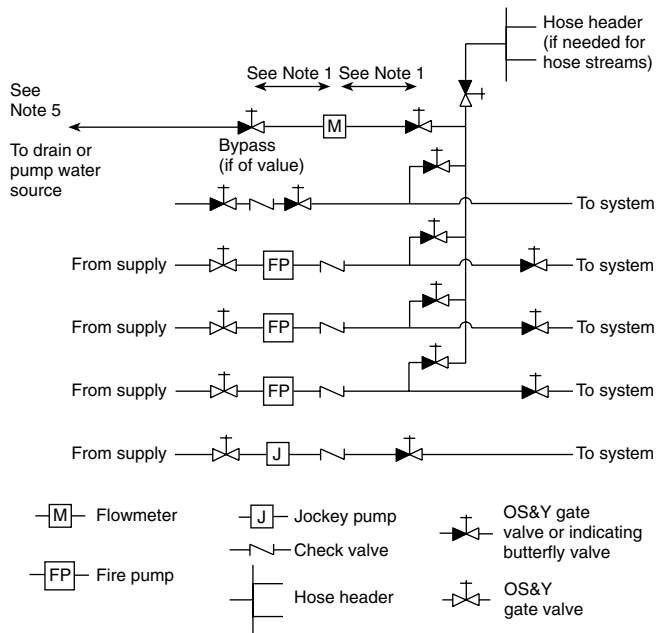 Hose header
(if needed for
hose streams)
See Note 1 See Note 1
See
Note 5
M
To drain or
pump water
source
Bypass
(if of value)
To system
From supply FP To system
From supply FP To system
From supply FP To system
From supply J To system
M Flowmeter
J Jockey pump
OS&Y gate
valve or indicating
butterfly valve
Check valve
FP Fire pump
Hose header
OS&Y
gate valve